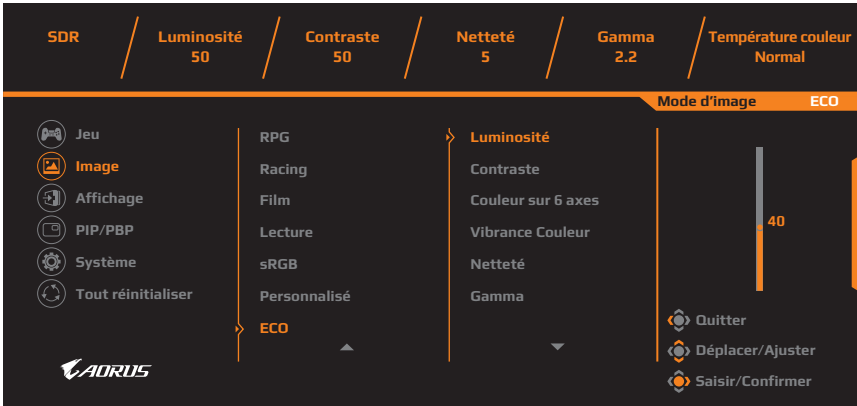 SDR
Luminosité
50
Contraste
50
Netteté
5
Gamma
2.2
Température couleur
Normal
Mode d'image ECO
Jeu
Image
Affichage
PIP/PBP
Système
Tout réinitialiser
RPG
Racing
Film
Lecture
sRGB
Personnalisé
ECO
Luminosité
Contraste
Couleur sur 6 axes
Vibrance Couleur
Netteté
Gamma
40
Quitter
Déplacer/Ajuster
Saisir/Confirmer
AORUS